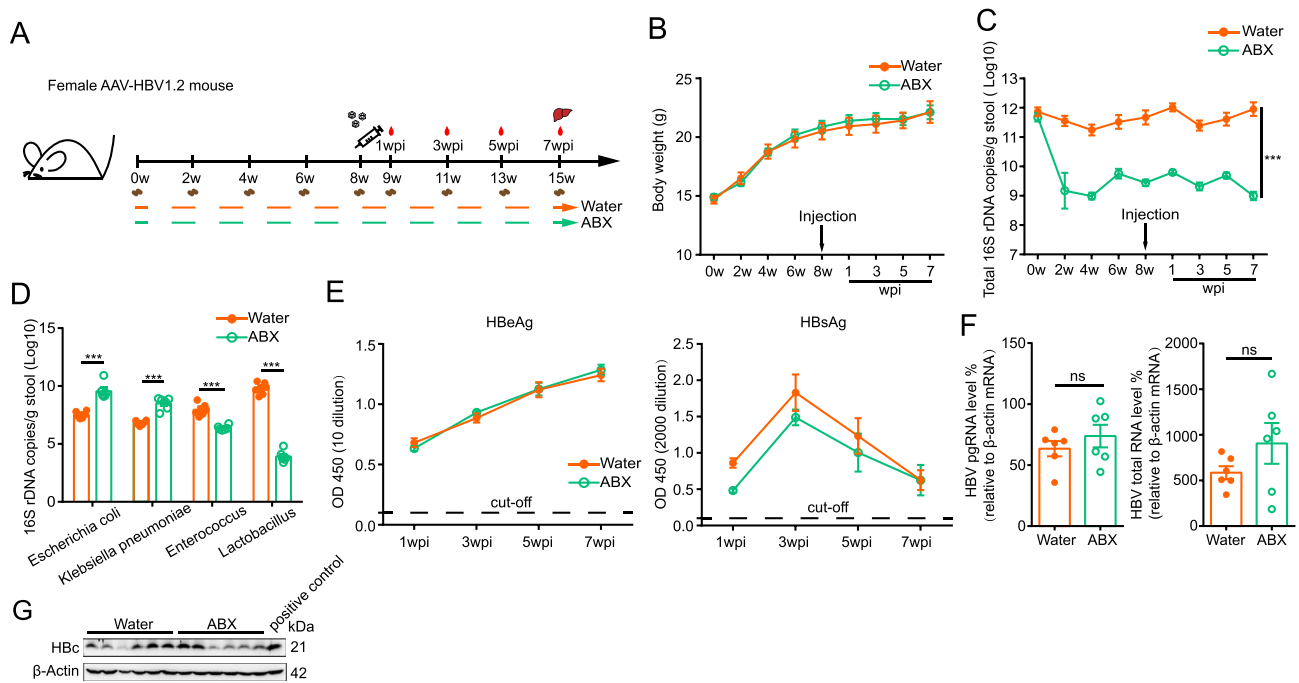 A
Female AAV-HBV1.2 mouse
1wpi 3wpi 5wpi 7wpi
0w 2w 4w 6w 8w 9w 11w 13w 15w
Water
ABX
B
Water
ABX
Body weight (g)
25
20
15
10
Injection
0w 2w 4w 6w 8w 1 3 5 7
wpi
C
Water
ABX
Total 16S rDNA copies/g stool ( Log10)
13
12
11
10
9
8
7
***
Injection
0w 2w 4w 6w 8w 1 3 5 7
wpi
D
Water
ABX
16S rDNA copies/g stool (Log10)
15
10
5
0
*** *** *** ***
Escherichia coli
Klebsiella pneumoniae
Enterococcus
Lactobacillus
E
HBeAg
OD 450 (10 dilution)
1.5
1.0
0.5
0.0
Water
ABX
cut-off
1wpi 3wpi 5wpi 7wpi
HBsAg
OD 450 (2000 dilution)
2.5
2.0
1.5
1.0
0.5
0.0
Water
ABX
cut-off
1wpi 3wpi 5wpi 7wpi
F
HBV pgRNA level %
(relative to β-actin mRNA)
150
100
50
0
ns
Water ABX
HBV total RNA level %
(relative to β-actin mRNA)
2000
1500
1000
500
0
ns
Water ABX
G
Water ABX positive control kDa
HBc 21
β-Actin 42